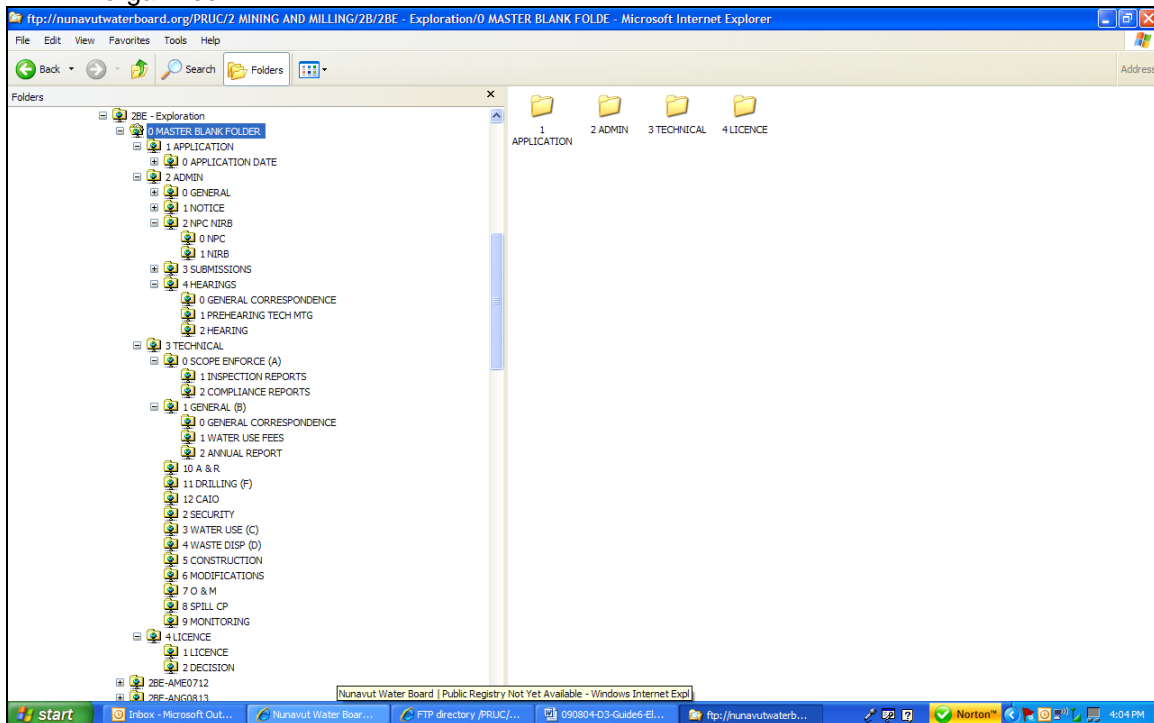 ftp://nunavutwaterboard.org/PRUC/2 MINING AND MILLING/2B/2BE - Exploration/0 MASTER BLANK FOLDE - Microsoft Internet Explorer
File Edit View Favorites Tools Help
Back Search Folders Address
Folders
2BE - Exploration
0 MASTER BLANK FOLDER
1 APPLICATION
0 APPLICATION DATE
2 ADMIN
0 GENERAL
1 NOTICE
2 NPC NIRB
0 NPC
1 NIRB
3 SUBMISSIONS
4 HEARINGS
0 GENERAL CORRESPONDENCE
1 PREHEARING TECH MTG
2 HEARING
3 TECHNICAL
0 SCOPE ENFORCE (A)
1 INSPECTION REPORTS
2 COMPLIANCE REPORTS
1 GENERAL (B)
0 GENERAL CORRESPONDENCE
1 WATER USE FEES
2 ANNUAL REPORT
10 A & R
11 DRILLING (F)
12 CAIO
2 SECURITY
3 WATER USE (C)
4 WASTE DISP (D)
5 CONSTRUCTION
6 MODIFICATIONS
7 O & M
8 SPILL CP
9 MONITORING
4 LICENCE
1 LICENCE
2 DECISION
2BE-AME0712
2BE-ANG0813
1 APPLICATION
2 ADMIN
3 TECHNICAL
4 LICENCE
Nunavut Water Board | Public Registry Not Yet Available - Windows Internet Expl
start Inbox - Microsoft Out... Nunavut Water Boar... FTP directory /PRUC/... 090804-D3-Guide6-El... ftp://nunavutwaterb... Norton™ 4:04 PM